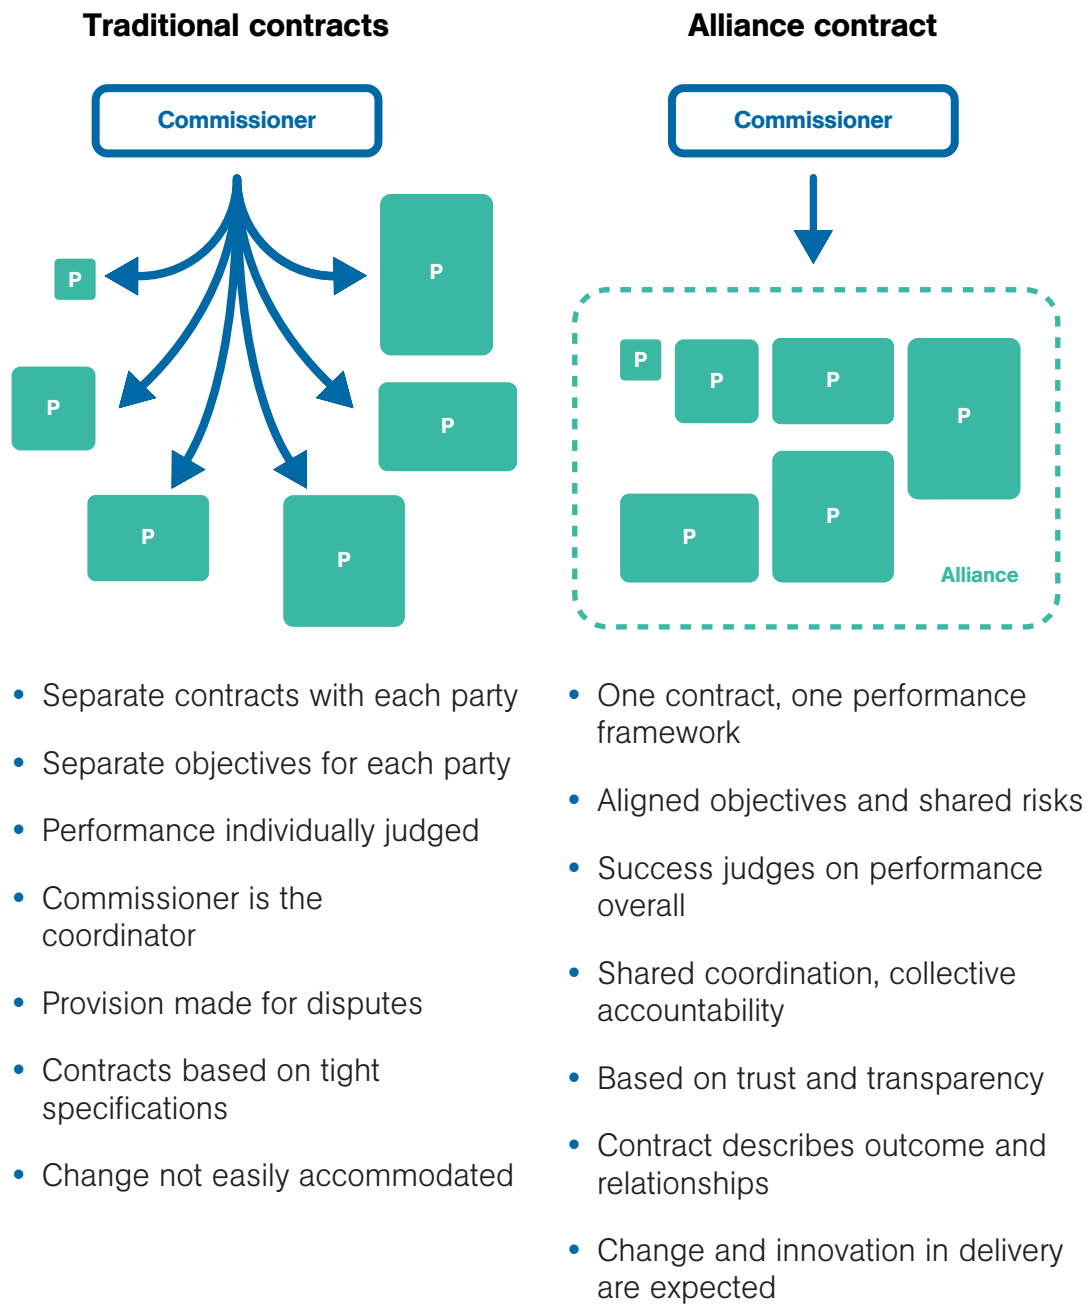 Traditional contracts
Commissioner
P
P
P
P
P
P
Separate contracts with each party
Separate objectives for each party
Performance individually judged
Commissioner is the
coordinator
Provision made for disputes
Contracts based on tight
specifications
Change not easily accommodated
Alliance contract
Commissioner
P
P
P
P
P
P
Alliance
One contract, one performance
framework
Aligned objectives and shared risks
Success judges on performance
overall
Shared coordination, collective
accountability
Based on trust and transparency
Contract describes outcome and
relationships
Change and innovation in delivery
are expected